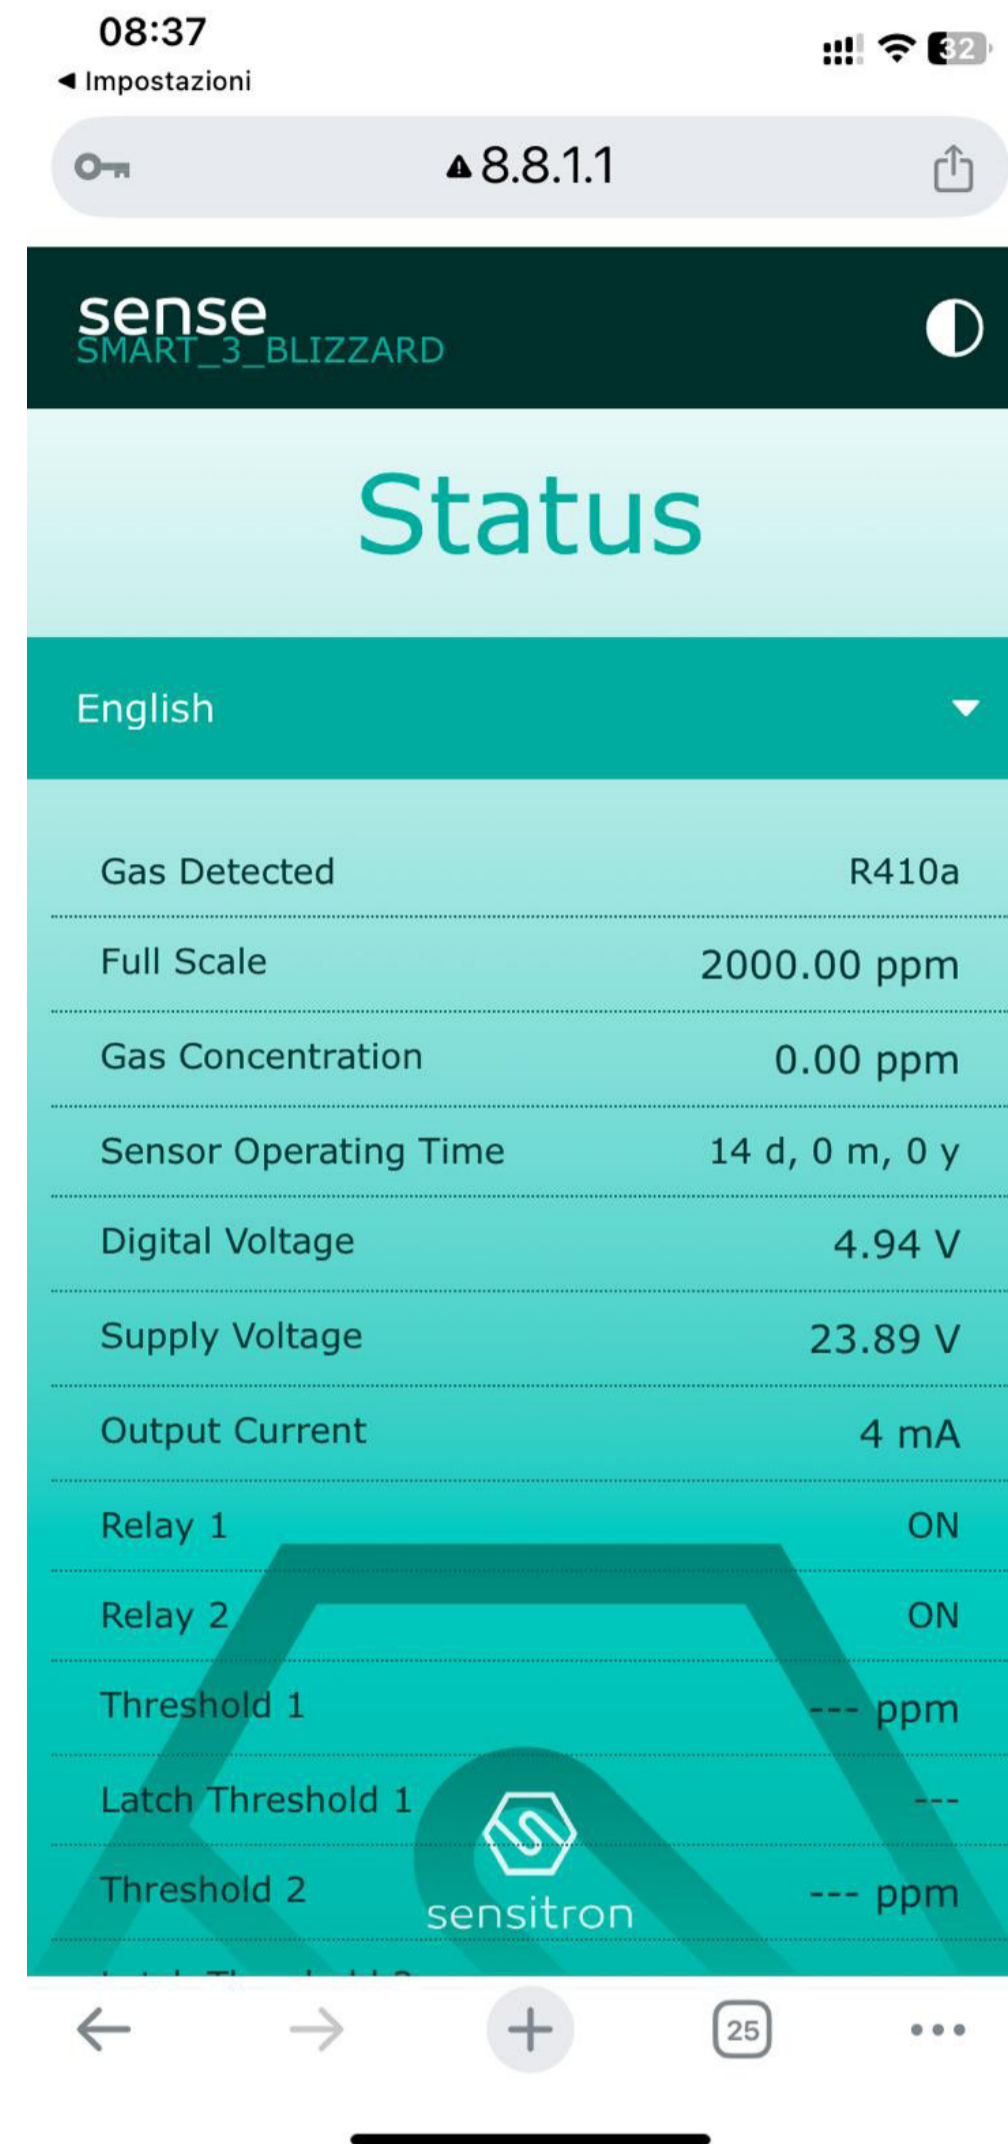 08:37
32
◀ Impostazioni
8.8.1.1
sense
SMART_3_BLIZZARD
Status
English
Gas Detected R410a
Full Scale 2000.00 ppm
Gas Concentration 0.00 ppm
Sensor Operating Time 14 d, 0 m, 0 y
Digital Voltage 4.94 V
Supply Voltage 23.89 V
Output Current 4 mA
Relay 1 ON
Relay 2 ON
Threshold 1 --- ppm
Latch Threshold 1 ---
Threshold 2 --- ppm
sensitron
25